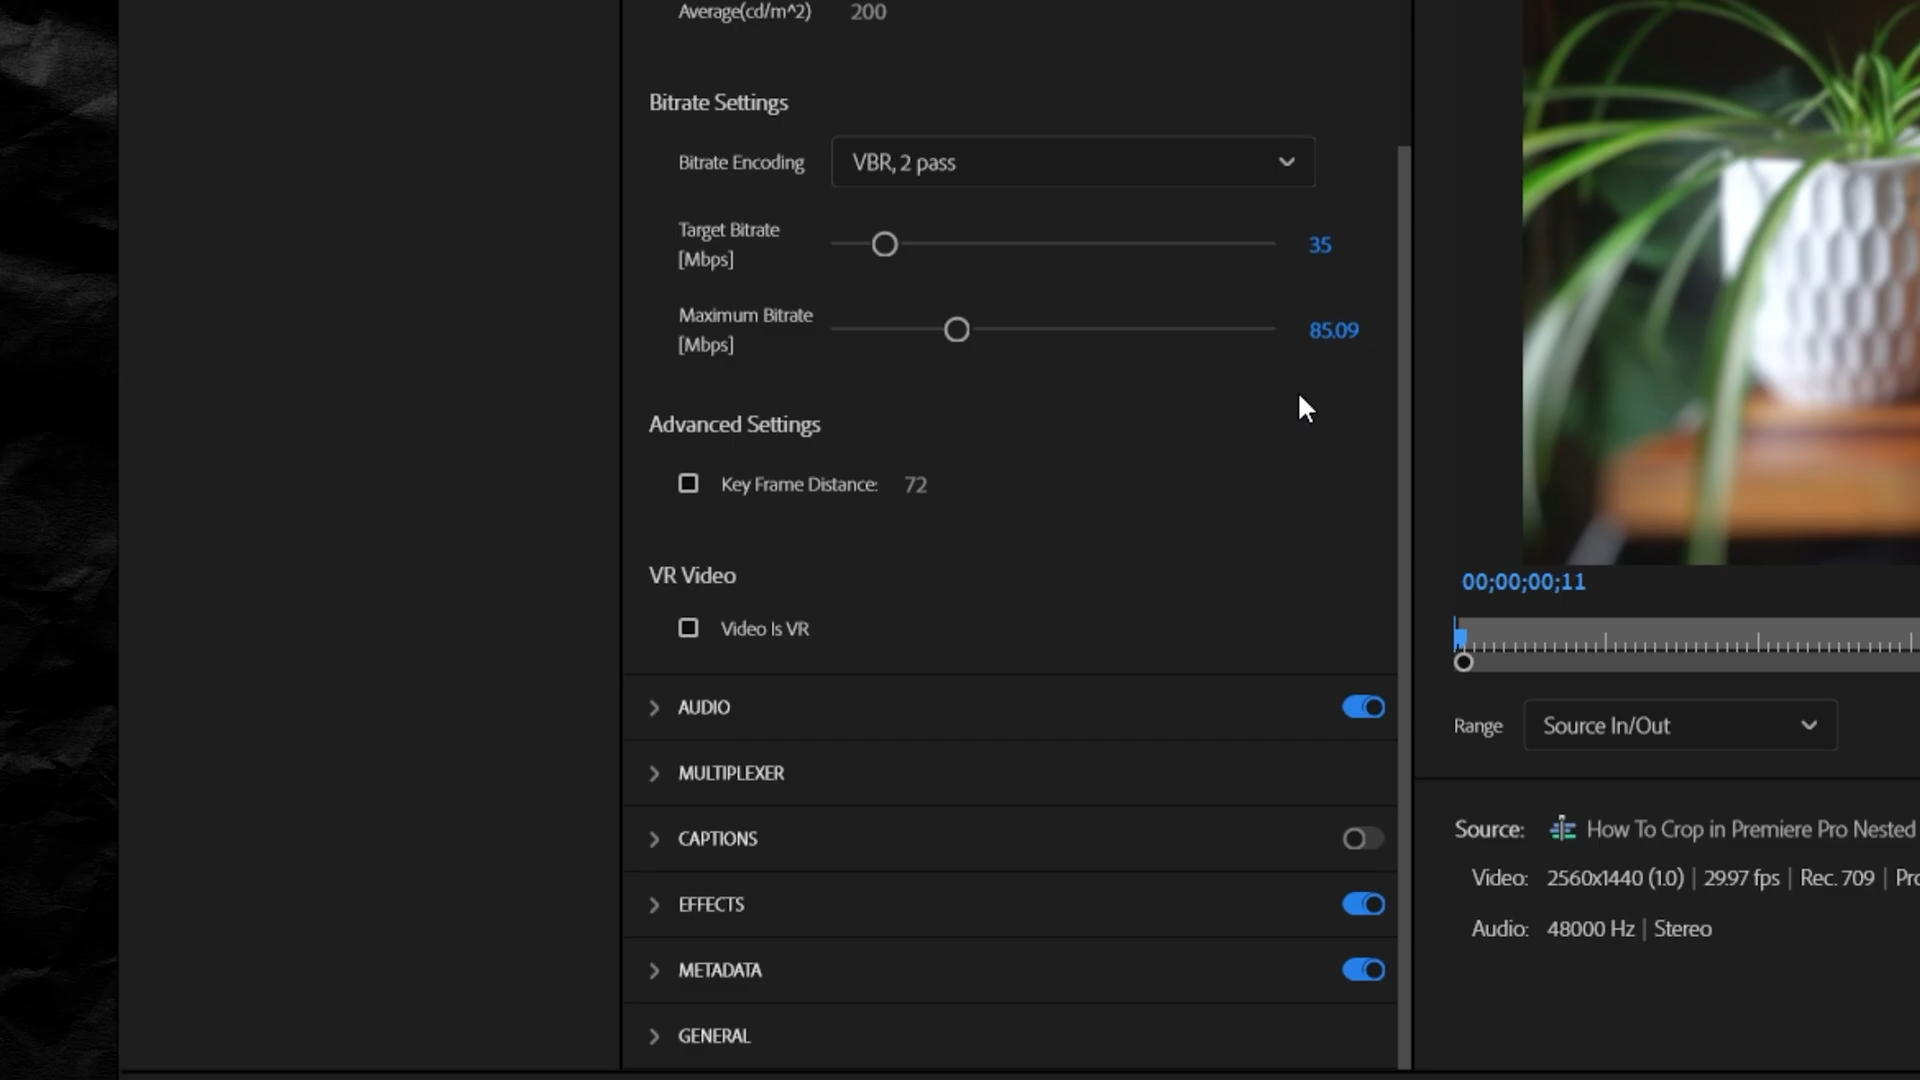 Average(cd/m^2) 200
Bitrate Settings
Bitrate Encoding VBR, 2 pass
Target Bitrate
[Mbps] 35
Maximum Bitrate
[Mbps] 85.09
Advanced Settings
Key Frame Distance: 72
VR Video
Video Is VR
AUDIO
MULTIPLEXER
CAPTIONS
EFFECTS
METADATA
GENERAL
00;00;00;11
Range Source In/Out
Source: How To Crop in Premiere Pro Nested
Video: 2560x1440 (1.0) | 29.97 fps | Rec. 709 |
Audio: 48000 Hz | Stereo